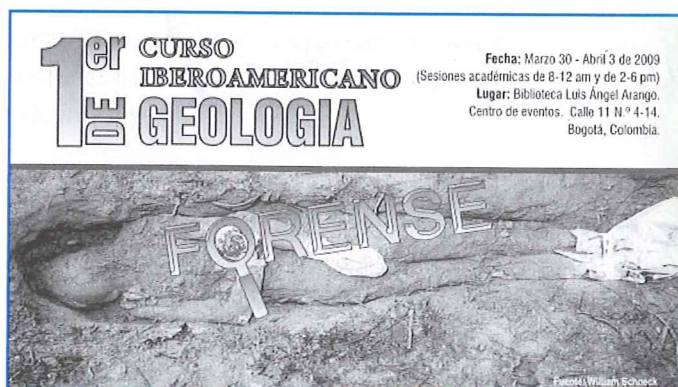 1er CURSO
IBEROAMERICANO
DE GEOLOGIA
FORENSE
Fecha: Marzo 30 - Abril 3 de 2009
(Sesiones académicas de 8-12 am y de 2-6 pm)
Lugar: Biblioteca Luis Ángel Arango.
Centro de eventos. Calle 11 N.º 4-14.
Bogotá, Colombia.
Fuente: William Schneck